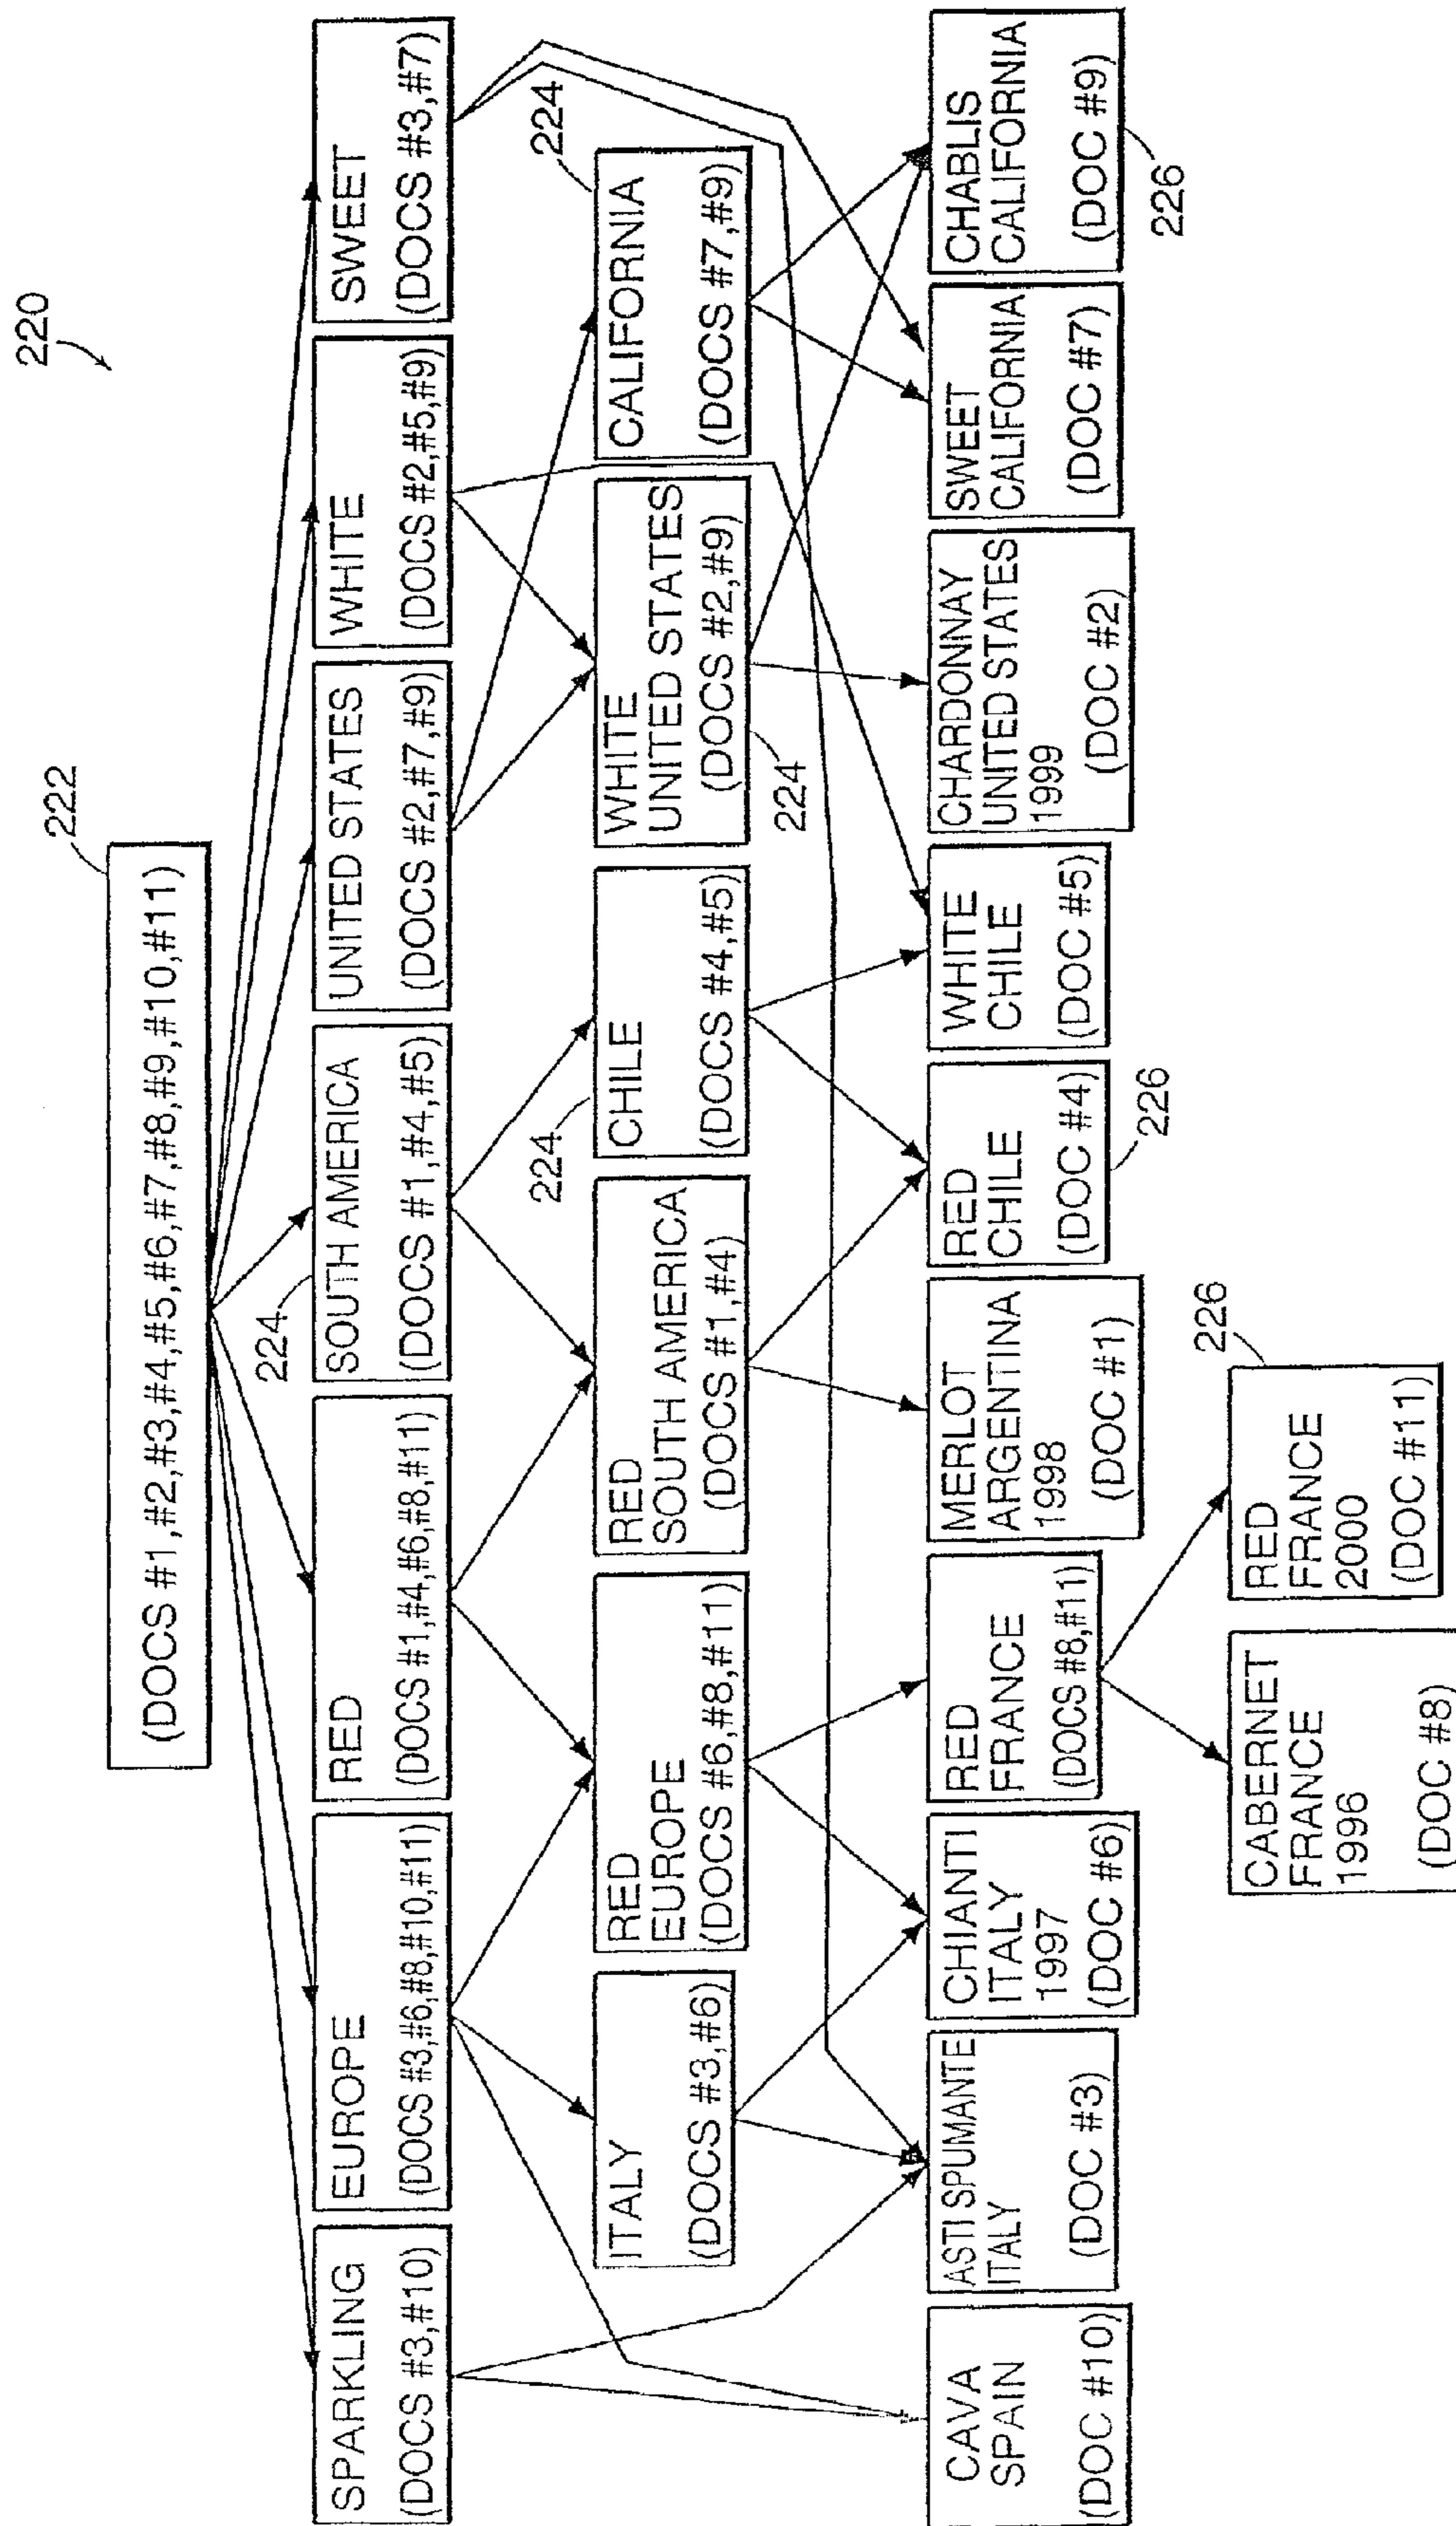 220
222
(DOCS #1,#2,#3,#4,#5,#6,#7,#8,#9,#10,#11)
SPARKLING
(DOCS #3,#10)
EUROPE
(DOCS #3,#6,#8,#10,#11)
RED
(DOCS #1,#4,#6,#8,#11)
224
SOUTH AMERICA
(DOCS #1,#4,#5)
UNITED STATES
(DOCS #2,#7,#9)
WHITE
(DOCS #2,#5,#9)
SWEET
(DOCS #3,#7)
ITALY
(DOCS #3,#6)
RED
EUROPE
(DOCS #6,#8,#11)
RED
SOUTH AMERICA
(DOCS #1,#4)
224
CHILE
(DOCS #4,#5)
WHITE
UNITED STATES
(DOCS #2,#9)
224
CALIFORNIA
(DOCS #7,#9)
224
CAVA
SPAIN
(DOC #10)
ASTI SPUMANTE
ITALY
(DOC #3)
CHIANTI
ITALY
1997
(DOC #6)
RED
FRANCE
(DOCS #8,#11)
MERLOT
ARGENTINA
1998
(DOC #1)
RED
CHILE
(DOC #4)
226
WHITE
CHILE
(DOC #5)
CHARDONNAY
UNITED STATES
1999
(DOC #2)
SWEET
CALIFORNIA
(DOC #7)
CHABLIS
CALIFORNIA
(DOC #9)
226
CABERNET
FRANCE
1996
(DOC #8)
RED
FRANCE
2000
(DOC #11)
226